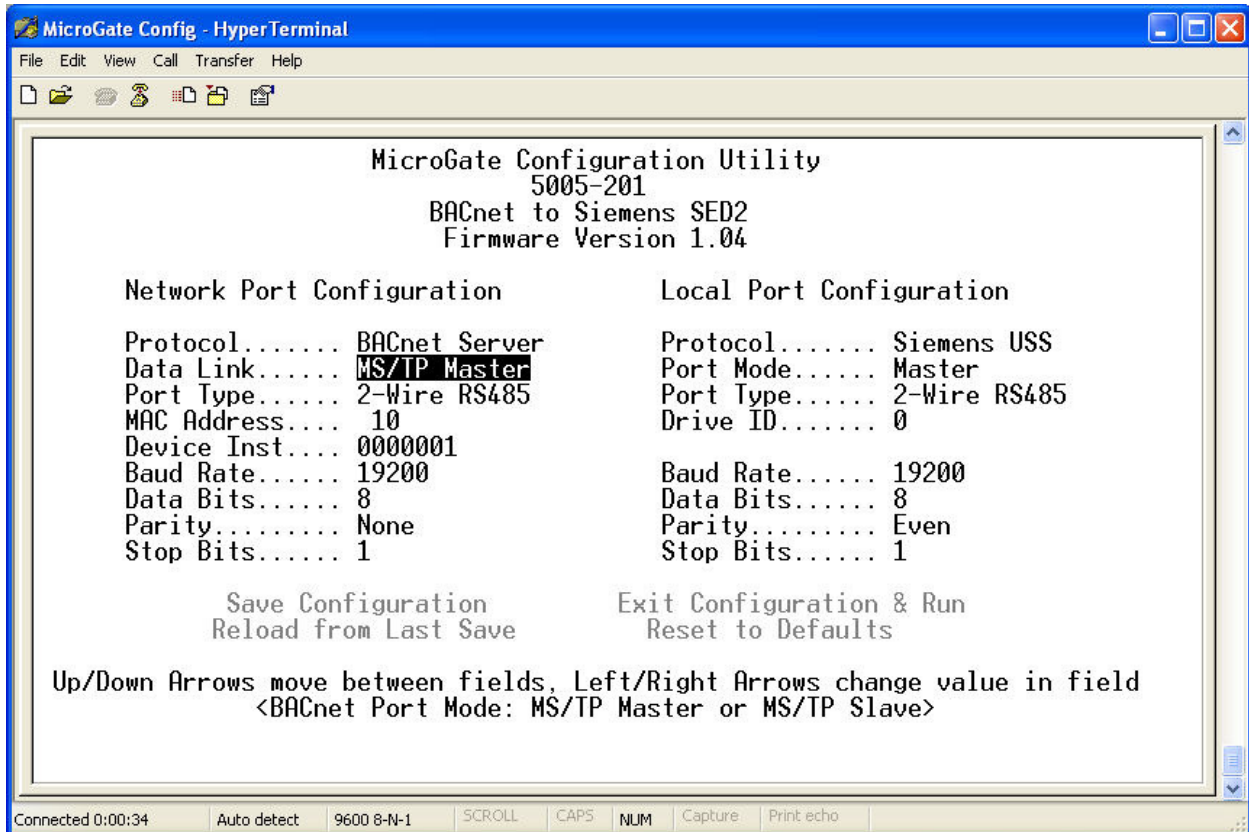 MicroGate Config - HyperTerminal
File Edit View Call Transfer Help
MicroGate Configuration Utility
5005-201
BACnet to Siemens SED2
Firmware Version 1.04
Network Port Configuration Local Port Configuration
Protocol....... BACnet Server Protocol....... Siemens USS
Data Link...... MS/TP Master Port Mode...... Master
Port Type...... 2-Wire RS485 Port Type...... 2-Wire RS485
MAC Address.... 10 Drive ID....... 0
Device Inst.... 0000001
Baud Rate...... 19200 Baud Rate...... 19200
Data Bits...... 8 Data Bits...... 8
Parity......... None Parity......... Even
Stop Bits...... 1 Stop Bits...... 1
Save Configuration Exit Configuration & Run
Reload from Last Save Reset to Defaults
Up/Down Arrows move between fields, Left/Right Arrows change value in field
<BACnet Port Mode: MS/TP Master or MS/TP Slave>
Connected 0:00:34 Auto detect 9600 8-N-1 SCROLL CAPS NUM Capture Print echo